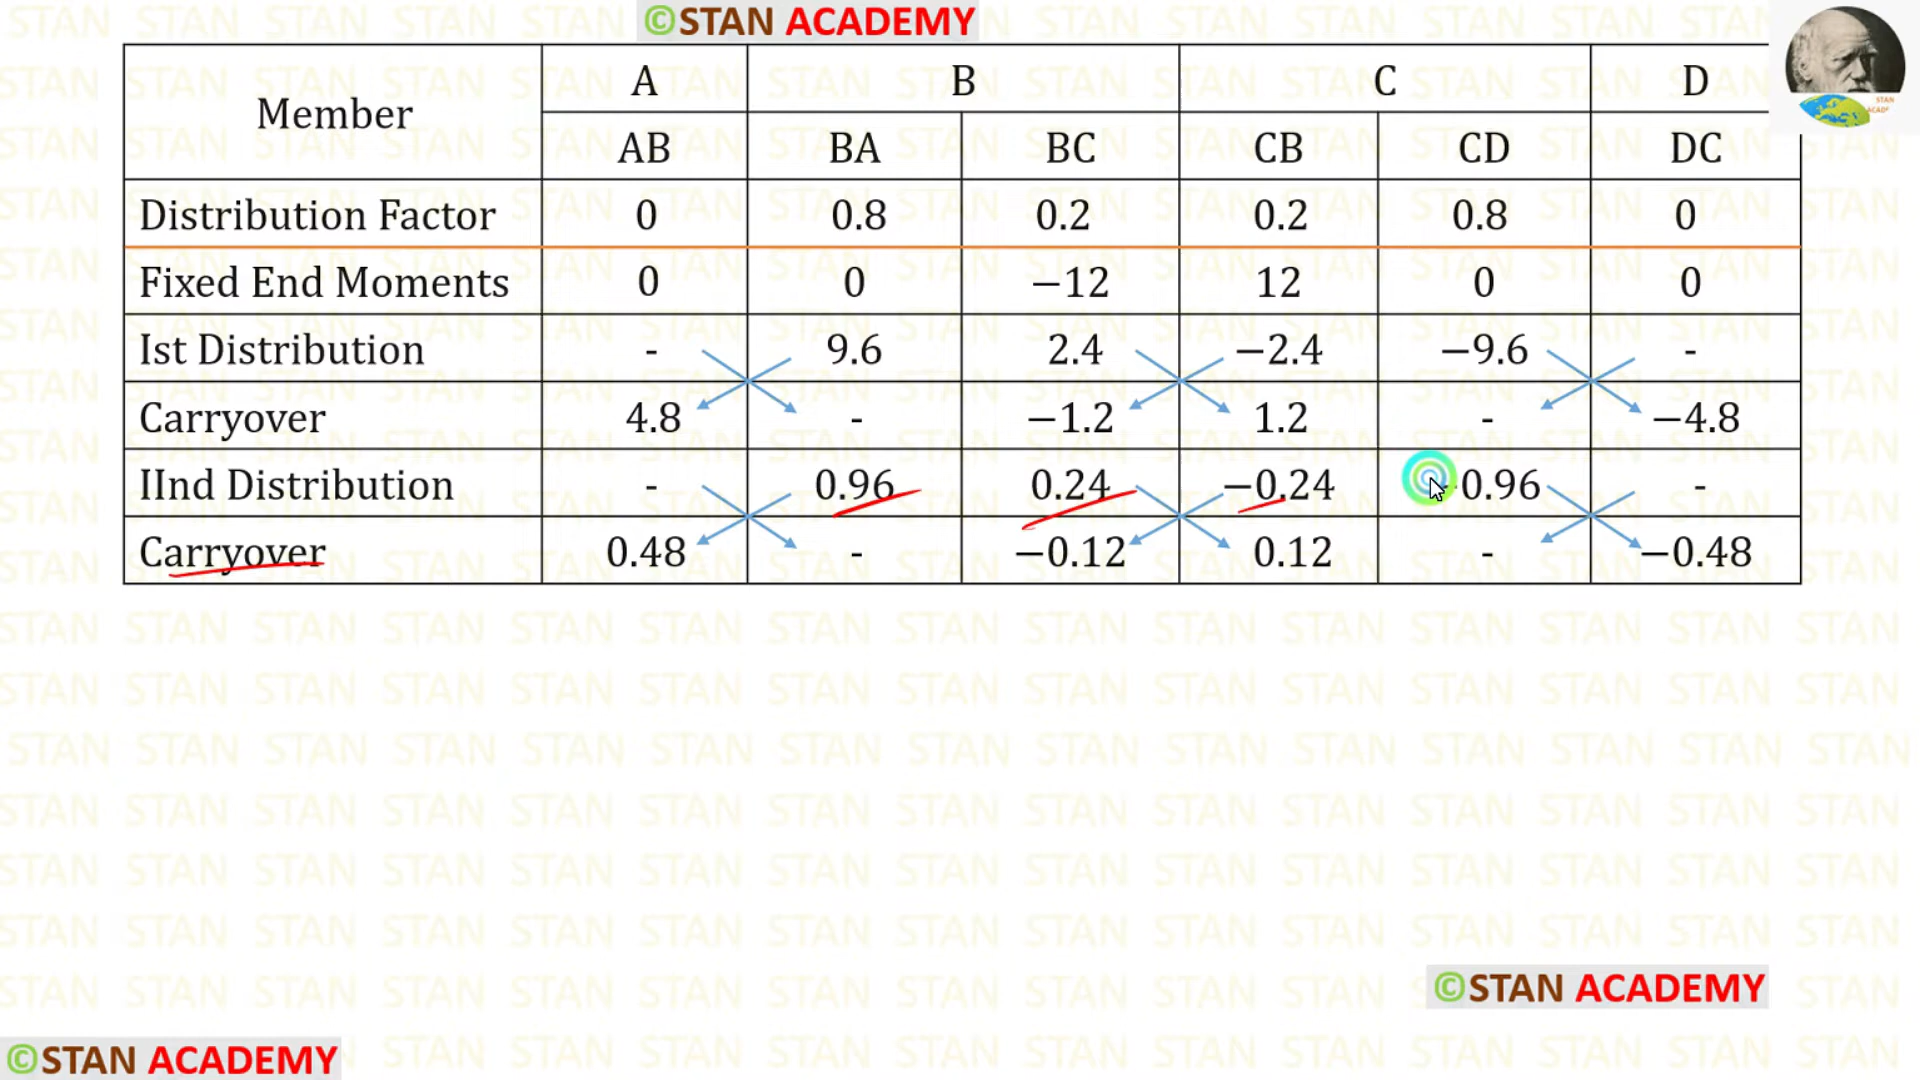 ©STAN ACADEMY
Member A B C D
AB BA BC CB CD DC
Distribution Factor 0 0.8 0.2 0.2 0.8 0
Fixed End Moments 0 0 −12 12 0 0
Ist Distribution - 9.6 2.4 −2.4 −9.6 -
Carryover 4.8 - −1.2 1.2 - −4.8
IInd Distribution - 0.96 0.24 −0.24 0.96 -
Carryover 0.48 - −0.12 0.12 - −0.48
©STAN ACADEMY
©STAN ACADEMY